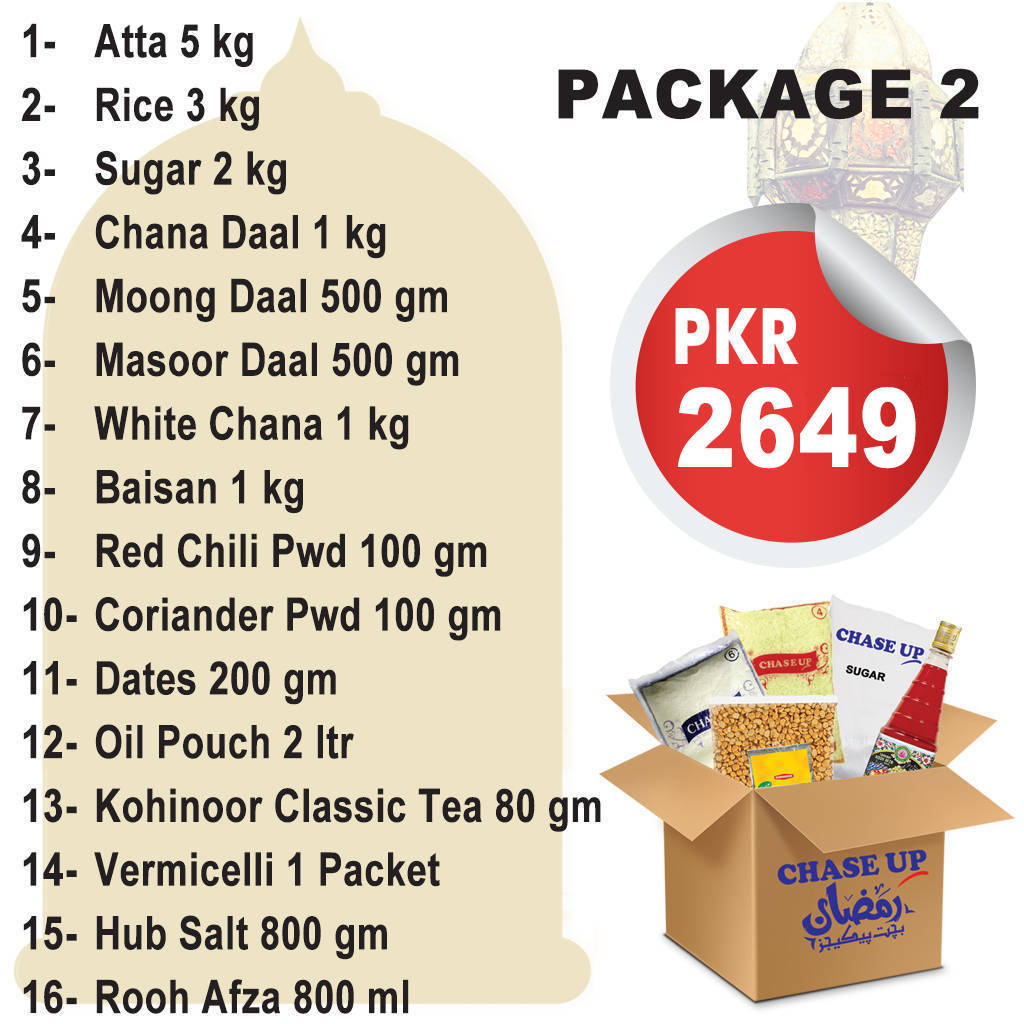 1- Atta 5 kg
2- Rice 3 kg
3- Sugar 2 kg
4- Chana Daal 1 kg
5- Moong Daal 500 gm
6- Masoor Daal 500 gm
7- White Chana 1 kg
8- Baisan 1 kg
9- Red Chili Pwd 100 gm
10- Coriander Pwd 100 gm
11- Dates 200 gm
12- Oil Pouch 2 ltr
13- Kohinoor Classic Tea 80 gm
14- Vermicelli 1 Packet
15- Hub Salt 800 gm
16- Rooh Afza 800 ml
PACKAGE 2
PKR
2649
6
CHA
4
CHASE UP
CHASE UP
SUGAR
CHASE UP
رمضان
بچت پیکیجز